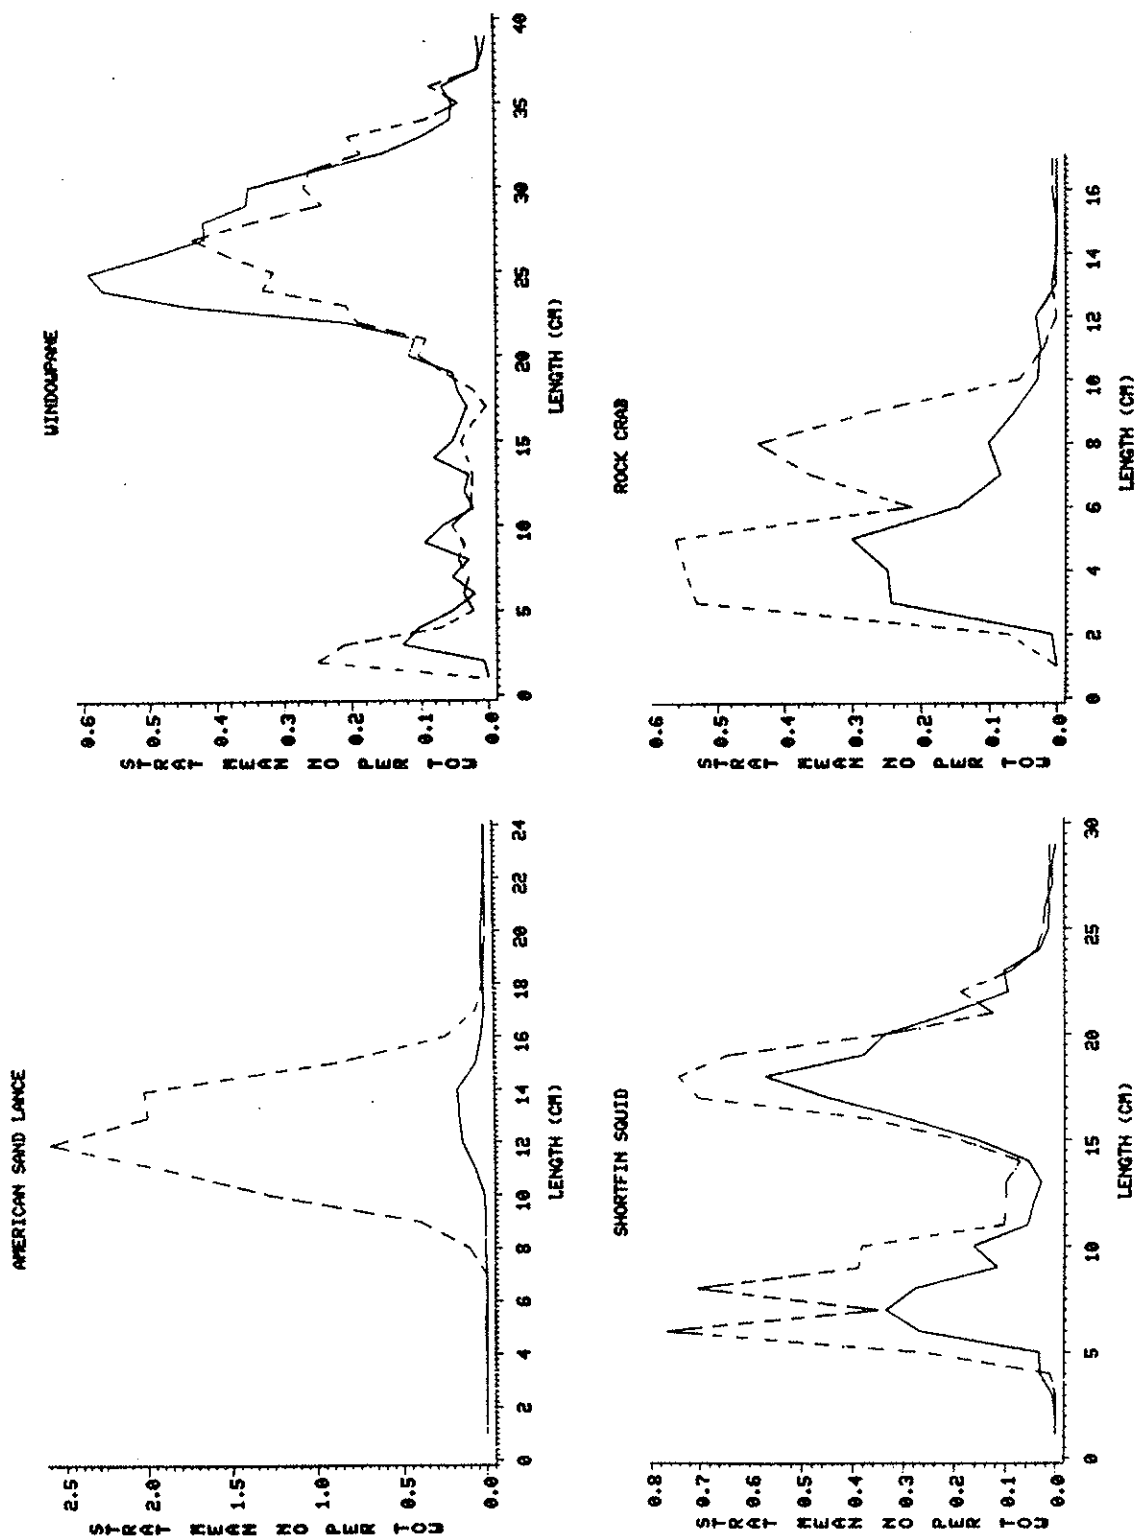 AMERICAN SAND LANCE
STRAT MEAN NO PER TOW
2.5
2.0
1.0
0.5
0.0
0 2 4 6 8 10 12 14 16 18 20 22 24
LENGTH (CM)
WINDOWPANE
STRAT MEAN NO PER TOW
0.6
0.5
0.3
0.2
0.1
0.0
0 5 10 15 20 25 30 35 40
LENGTH (CM)
SHORTFIN SQUID
STRAT MEAN NO PER TOW
0.8
0.7
0.5
0.4
0.3
0.2
0.1
0.0
0 5 10 15 20 25 30
LENGTH (CM)
ROCK CRAB
STRAT MEAN NO PER TOW
0.6
0.5
0.4
0.3
0.2
0.1
0.0
0 2 4 6 8 10 12 14 16
LENGTH (CM)